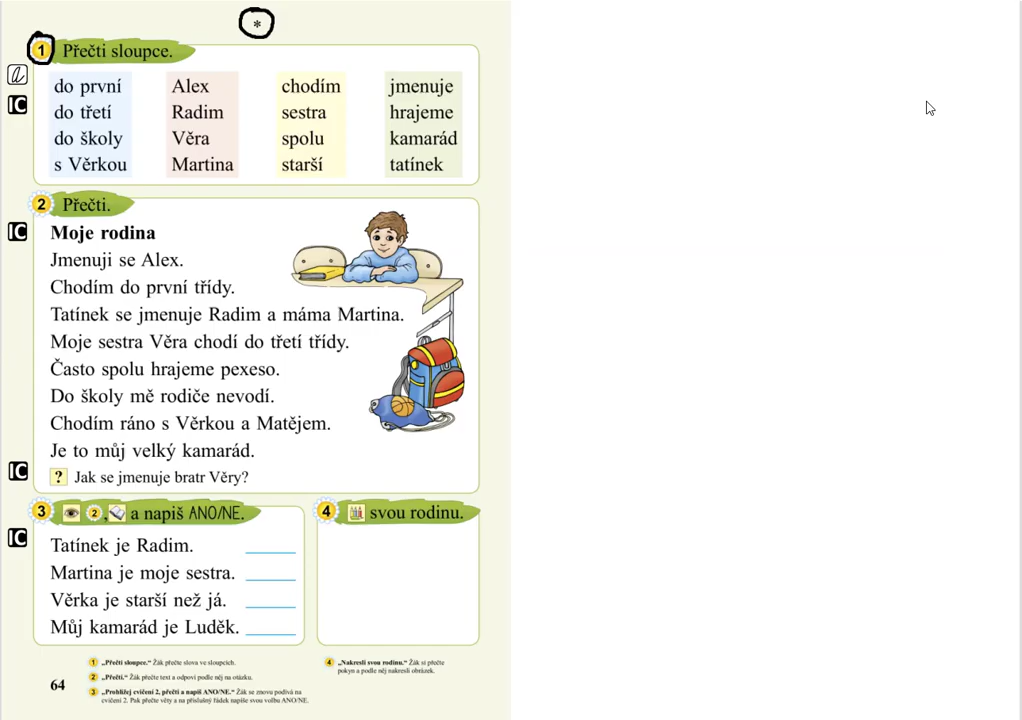 *
1 Přečti sloupce.
do první Alex chodím jmenuje
do třetí Radim sestra hrajeme
do školy Věra spolu kamarád
s Věrkou Martina starší tatínek
2 Přečti.
Moje rodina
Jmenuji se Alex.
Chodím do první třídy.
Tatínek se jmenuje Radim a máma Martina.
Moje sestra Věra chodí do třetí třídy.
Často spolu hrajeme pexeso.
Do školy mě rodiče nevodí.
Chodím ráno s Věrkou a Matějem.
Je to můj velký kamarád.
? Jak se jmenuje bratr Věry?
3 2, a napiš ANO/NE.
Tatínek je Radim.
Martina je moje sestra.
Věrka je starší než já.
Můj kamarád je Luděk.
4 svou rodinu.
1 „Přečti sloupce.“ Žák přečte slova ve sloupcích.
2 „Přečti.“ Žák přečte text a odpoví podle něj na otázku.
3 „Prohlížej cvičení 2, přečti a napiš ANO/NE.“ Žák se znovu podívá na
cvičení 2. Pak přečte věty a na příslušný řádek napíše svou volbu ANO/NE.
4 „Nakresli svou rodinu.“ Žák si přečte
pokyn a podle něj nakreslí obrázek.
64